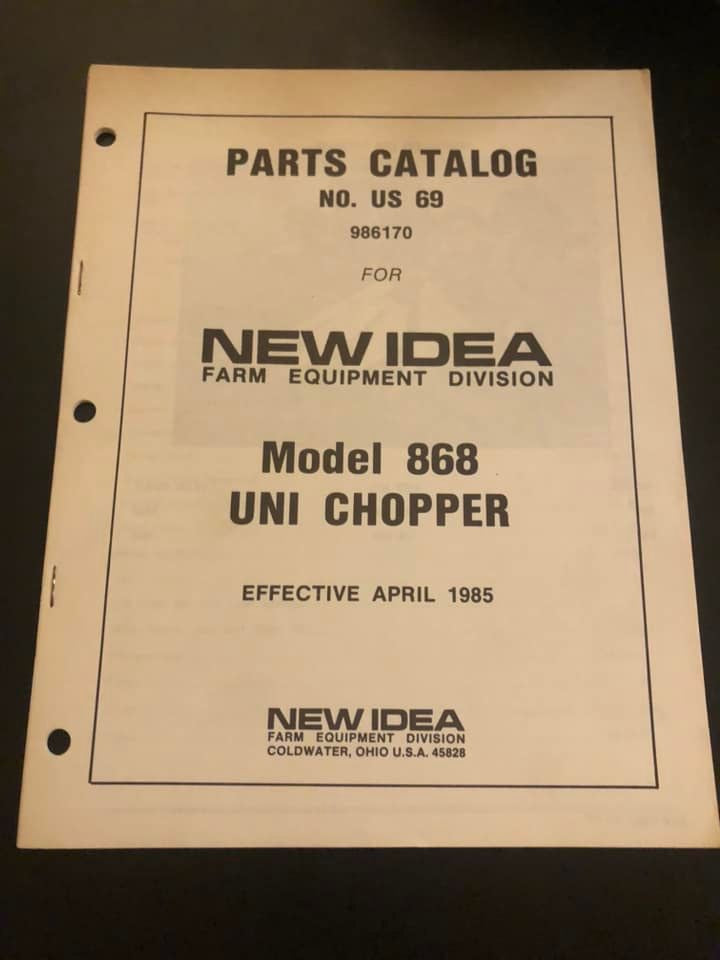 PARTS CATALOG
NO. US 69
986170
FOR
NEW IDEA
FARM EQUIPMENT DIVISION
Model 868
UNI CHOPPER
EFFECTIVE APRIL 1985
NEW IDEA
FARM EQUIPMENT DIVISION
COLDWATER, OHIO U.S.A. 45828